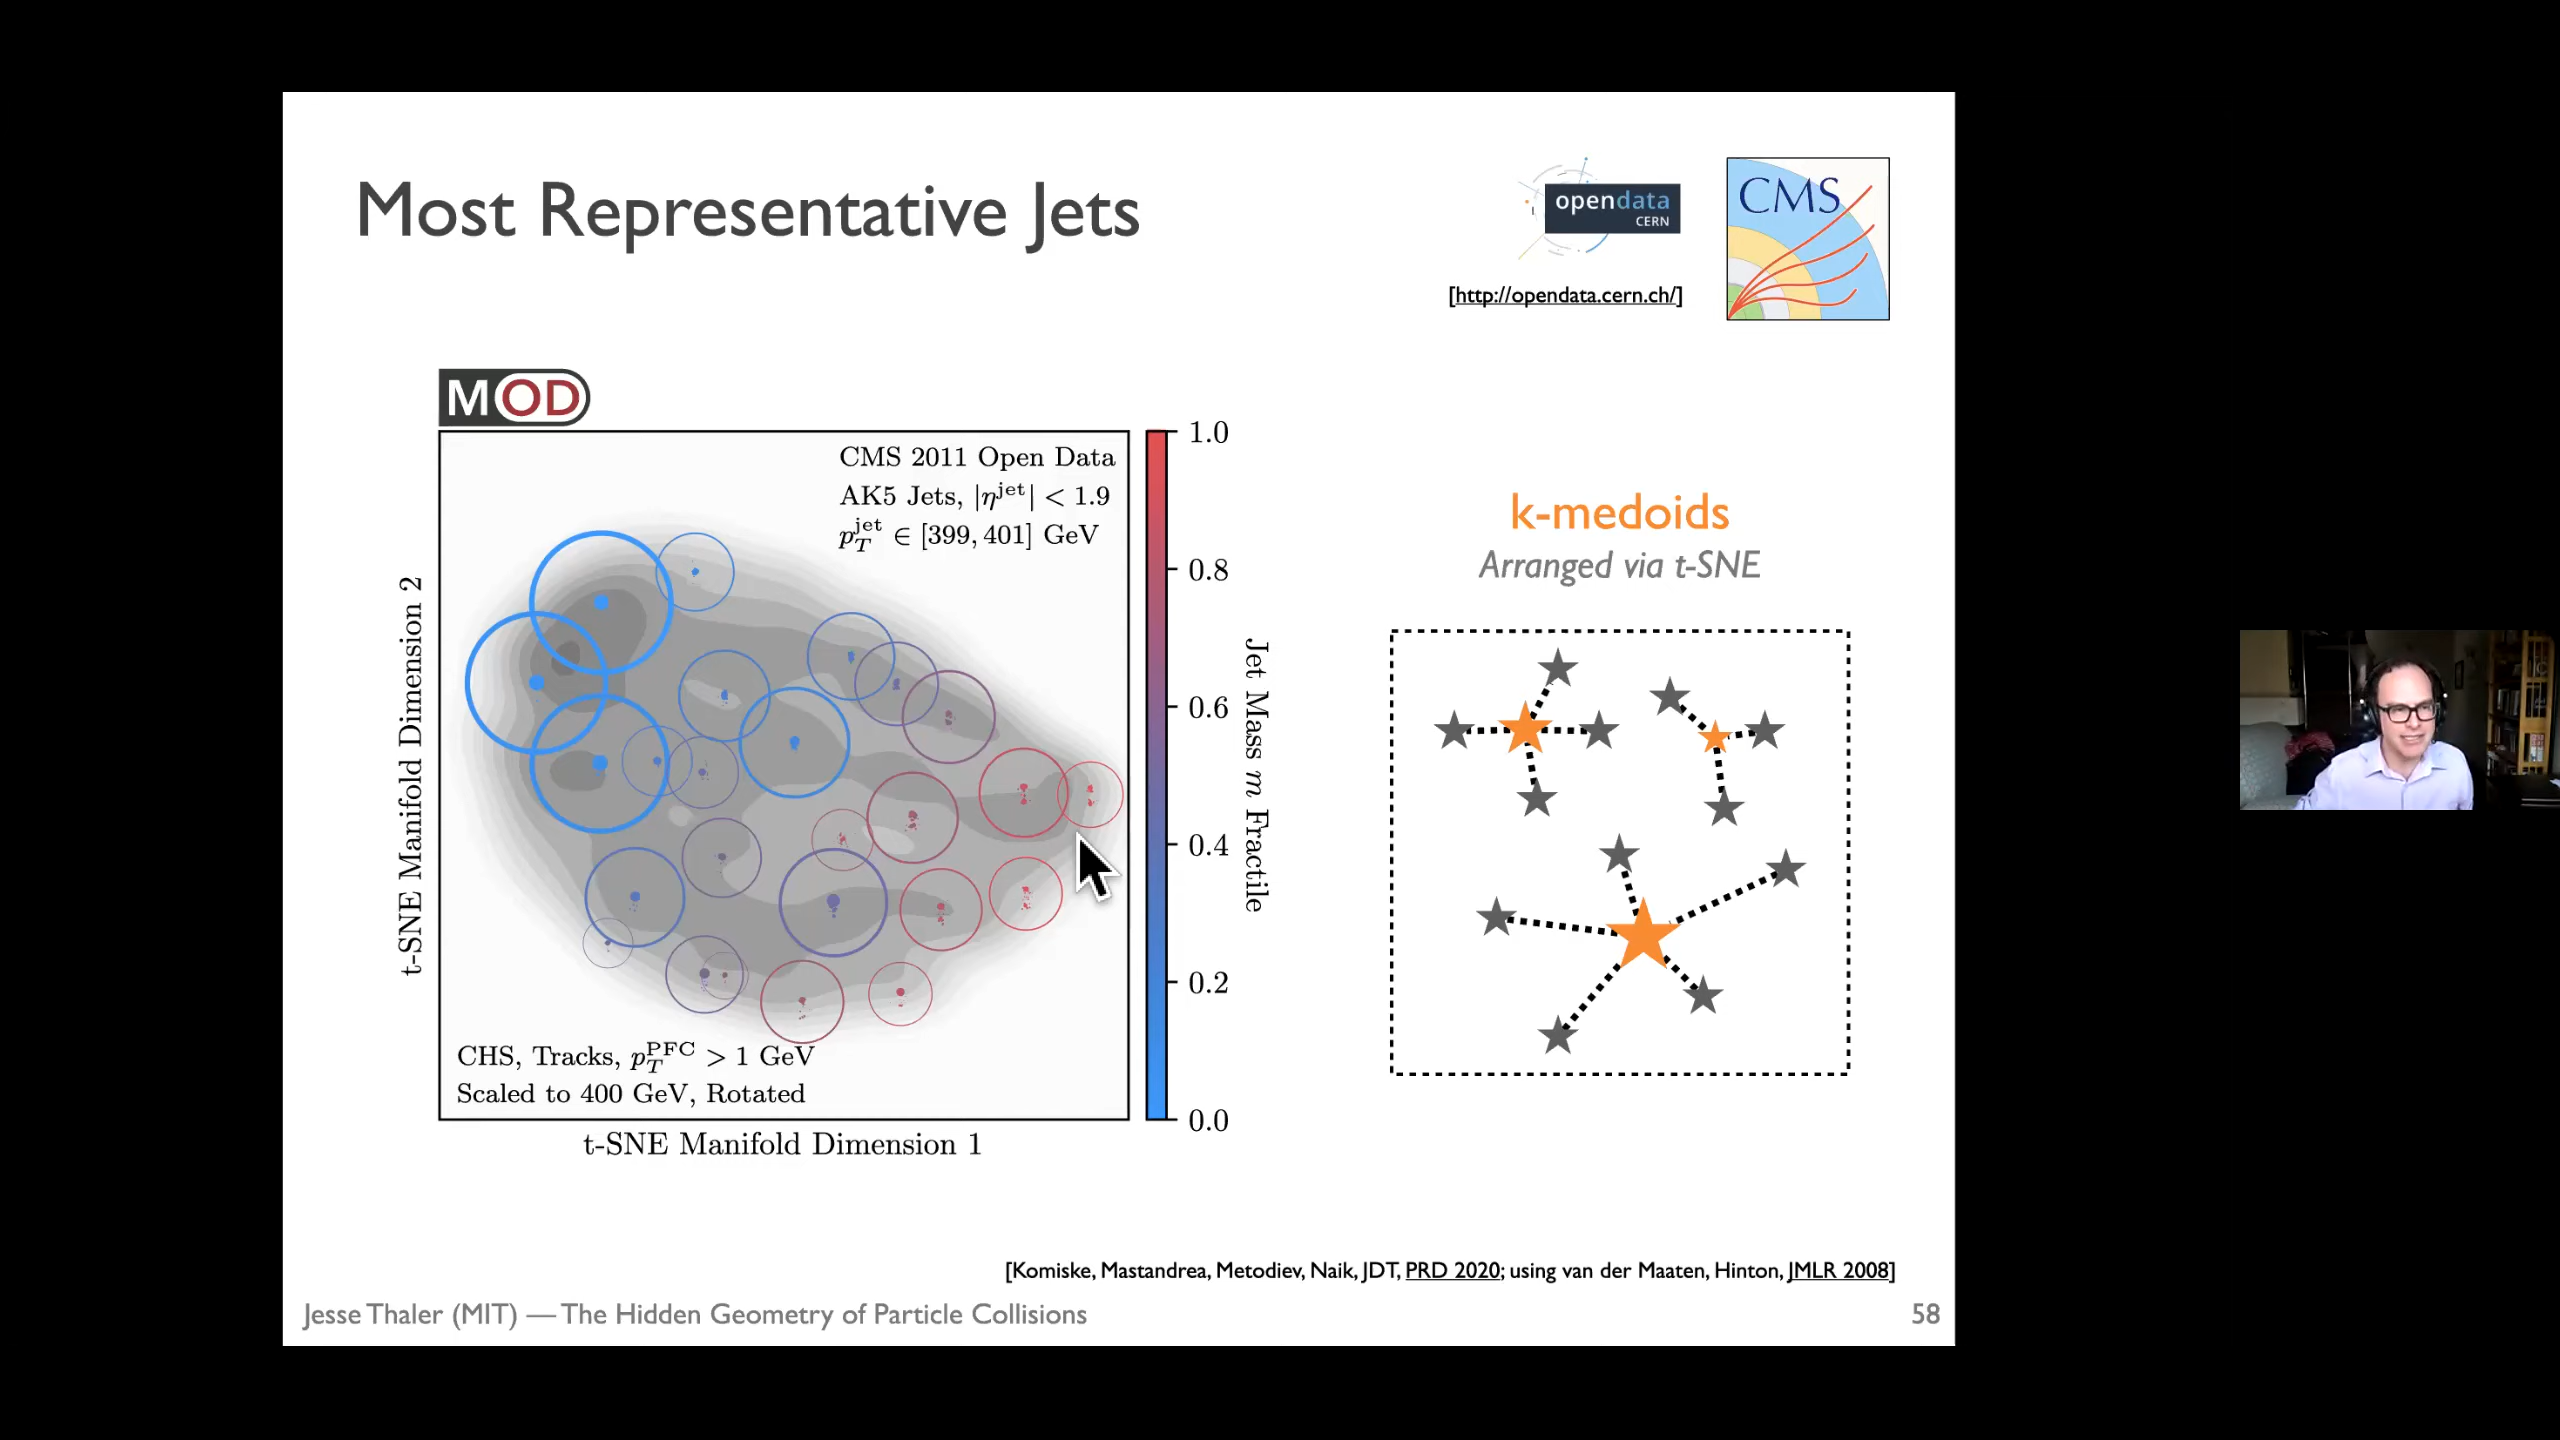 Most Representative Jets
opendata
CERN
[http://opendata.cern.ch/]
CMS
MOD
CMS 2011 Open Data
AK5 Jets, |η^jet| < 1.9
p_T^jet ∈ [399, 401] GeV
CHS, Tracks, p_T^PFC > 1 GeV
Scaled to 400 GeV, Rotated
t-SNE Manifold Dimension 2
t-SNE Manifold Dimension 1
1.0
0.8
0.6
0.4
0.2
0.0
Jet Mass m Fractile
k-medoids
Arranged via t-SNE
[Komiske, Mastandrea, Metodiev, Naik, JDT, PRD 2020; using van der Maaten, Hinton, JMLR 2008]
Jesse Thaler (MIT) — The Hidden Geometry of Particle Collisions
58